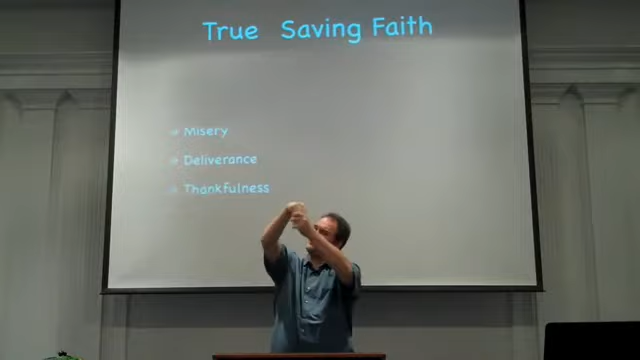 True Saving Faith
Misery
Deliverance
Thankfulness